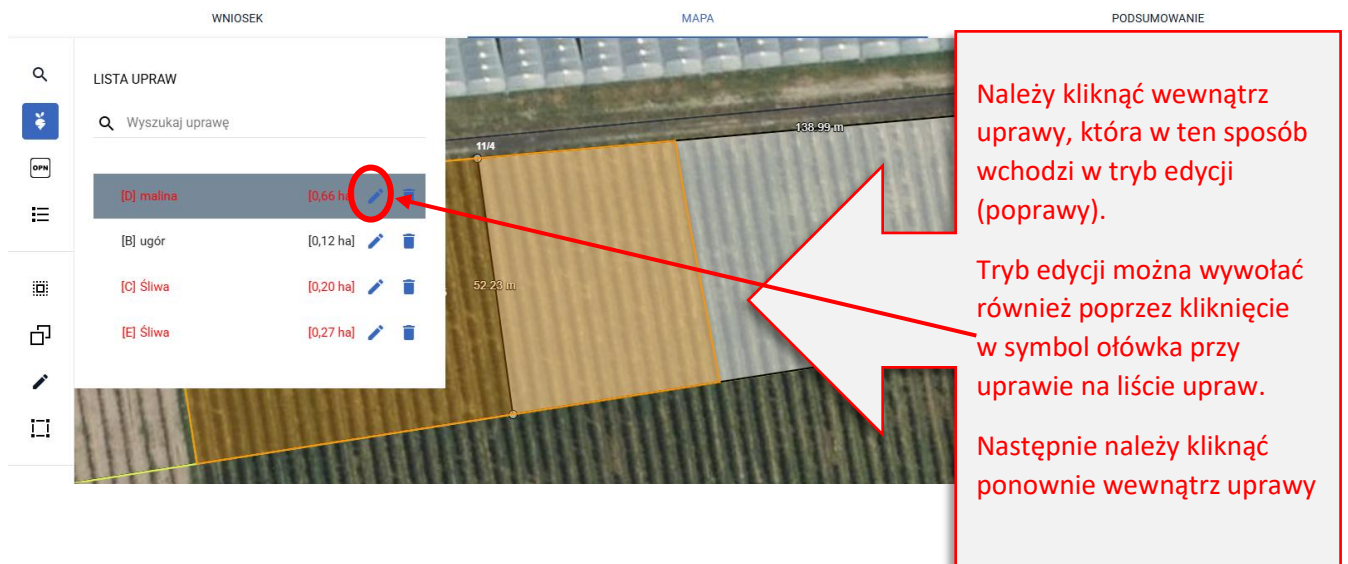 WNIOSEK
MAPA
PODSUMOWANIE
LISTA UPRAW
Wyszukaj uprawę
OPN
[D] malina [0,66 ha]
[B] ugór [0,12 ha]
[C] Śliwa [0,20 ha]
[E] Śliwa [0,27 ha]
138.99 m
11/4
52.23 m
Należy kliknąć wewnątrz
uprawy, która w ten sposób
wchodzi w tryb edycji
(poprawy).
Tryb edycji można wywołać
również poprzez kliknięcie
w symbol ołówka przy
uprawie na liście upraw.
Następnie należy kliknąć
ponownie wewnątrz uprawy